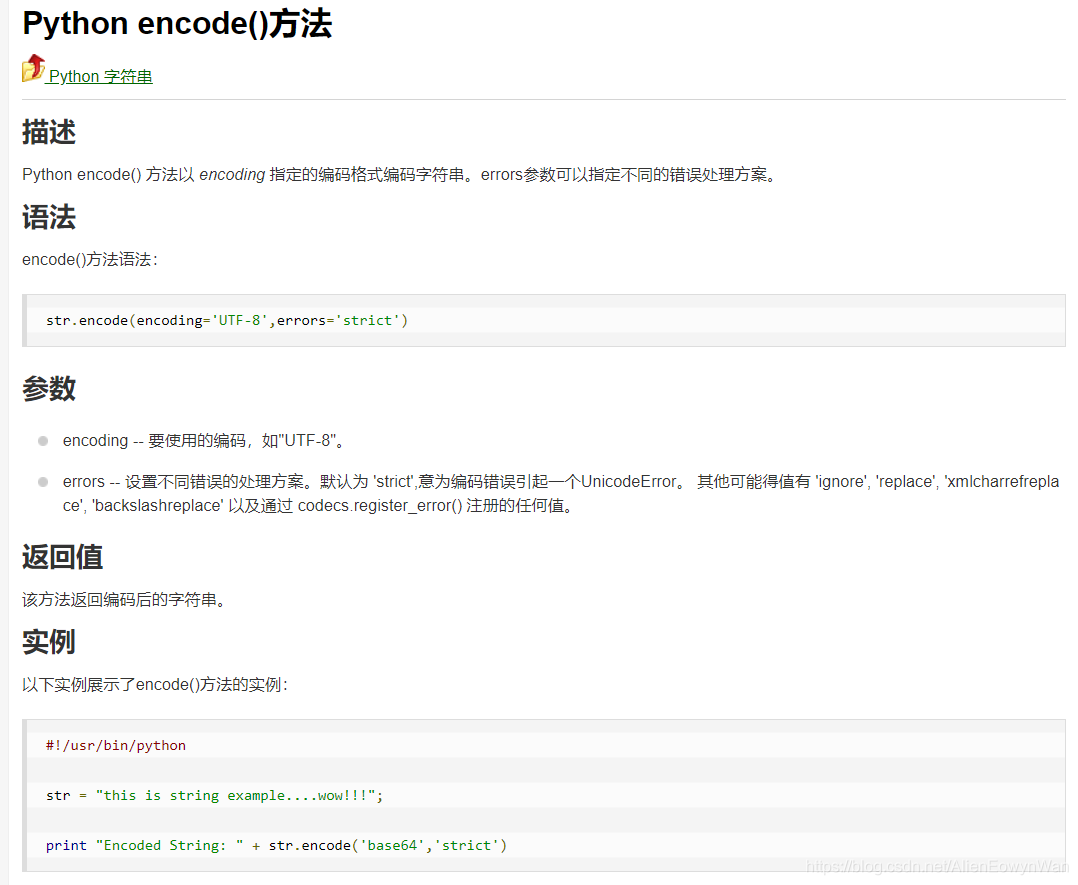 Python encode()方法
Python 字符串
描述
Python encode() 方法以 encoding 指定的编码格式编码字符串。errors参数可以指定不同的错误处理方案。
语法
encode()方法语法：
str.encode(encoding='UTF-8',errors='strict')
参数
encoding -- 要使用的编码，如"UTF-8"。
errors -- 设置不同错误的处理方案。默认为 'strict',意为编码错误引起一个UnicodeError。 其他可能得值有 'ignore', 'replace', 'xmlcharrefrepla
ce', 'backslashreplace' 以及通过 codecs.register_error() 注册的任何值。
返回值
该方法返回编码后的字符串。
实例
以下实例展示了encode()方法的实例：
#!/usr/bin/python
str = "this is string example....wow!!!";
print "Encoded String: " + str.encode('base64','strict')
https://blog.csdn.net/AllenEowynWan